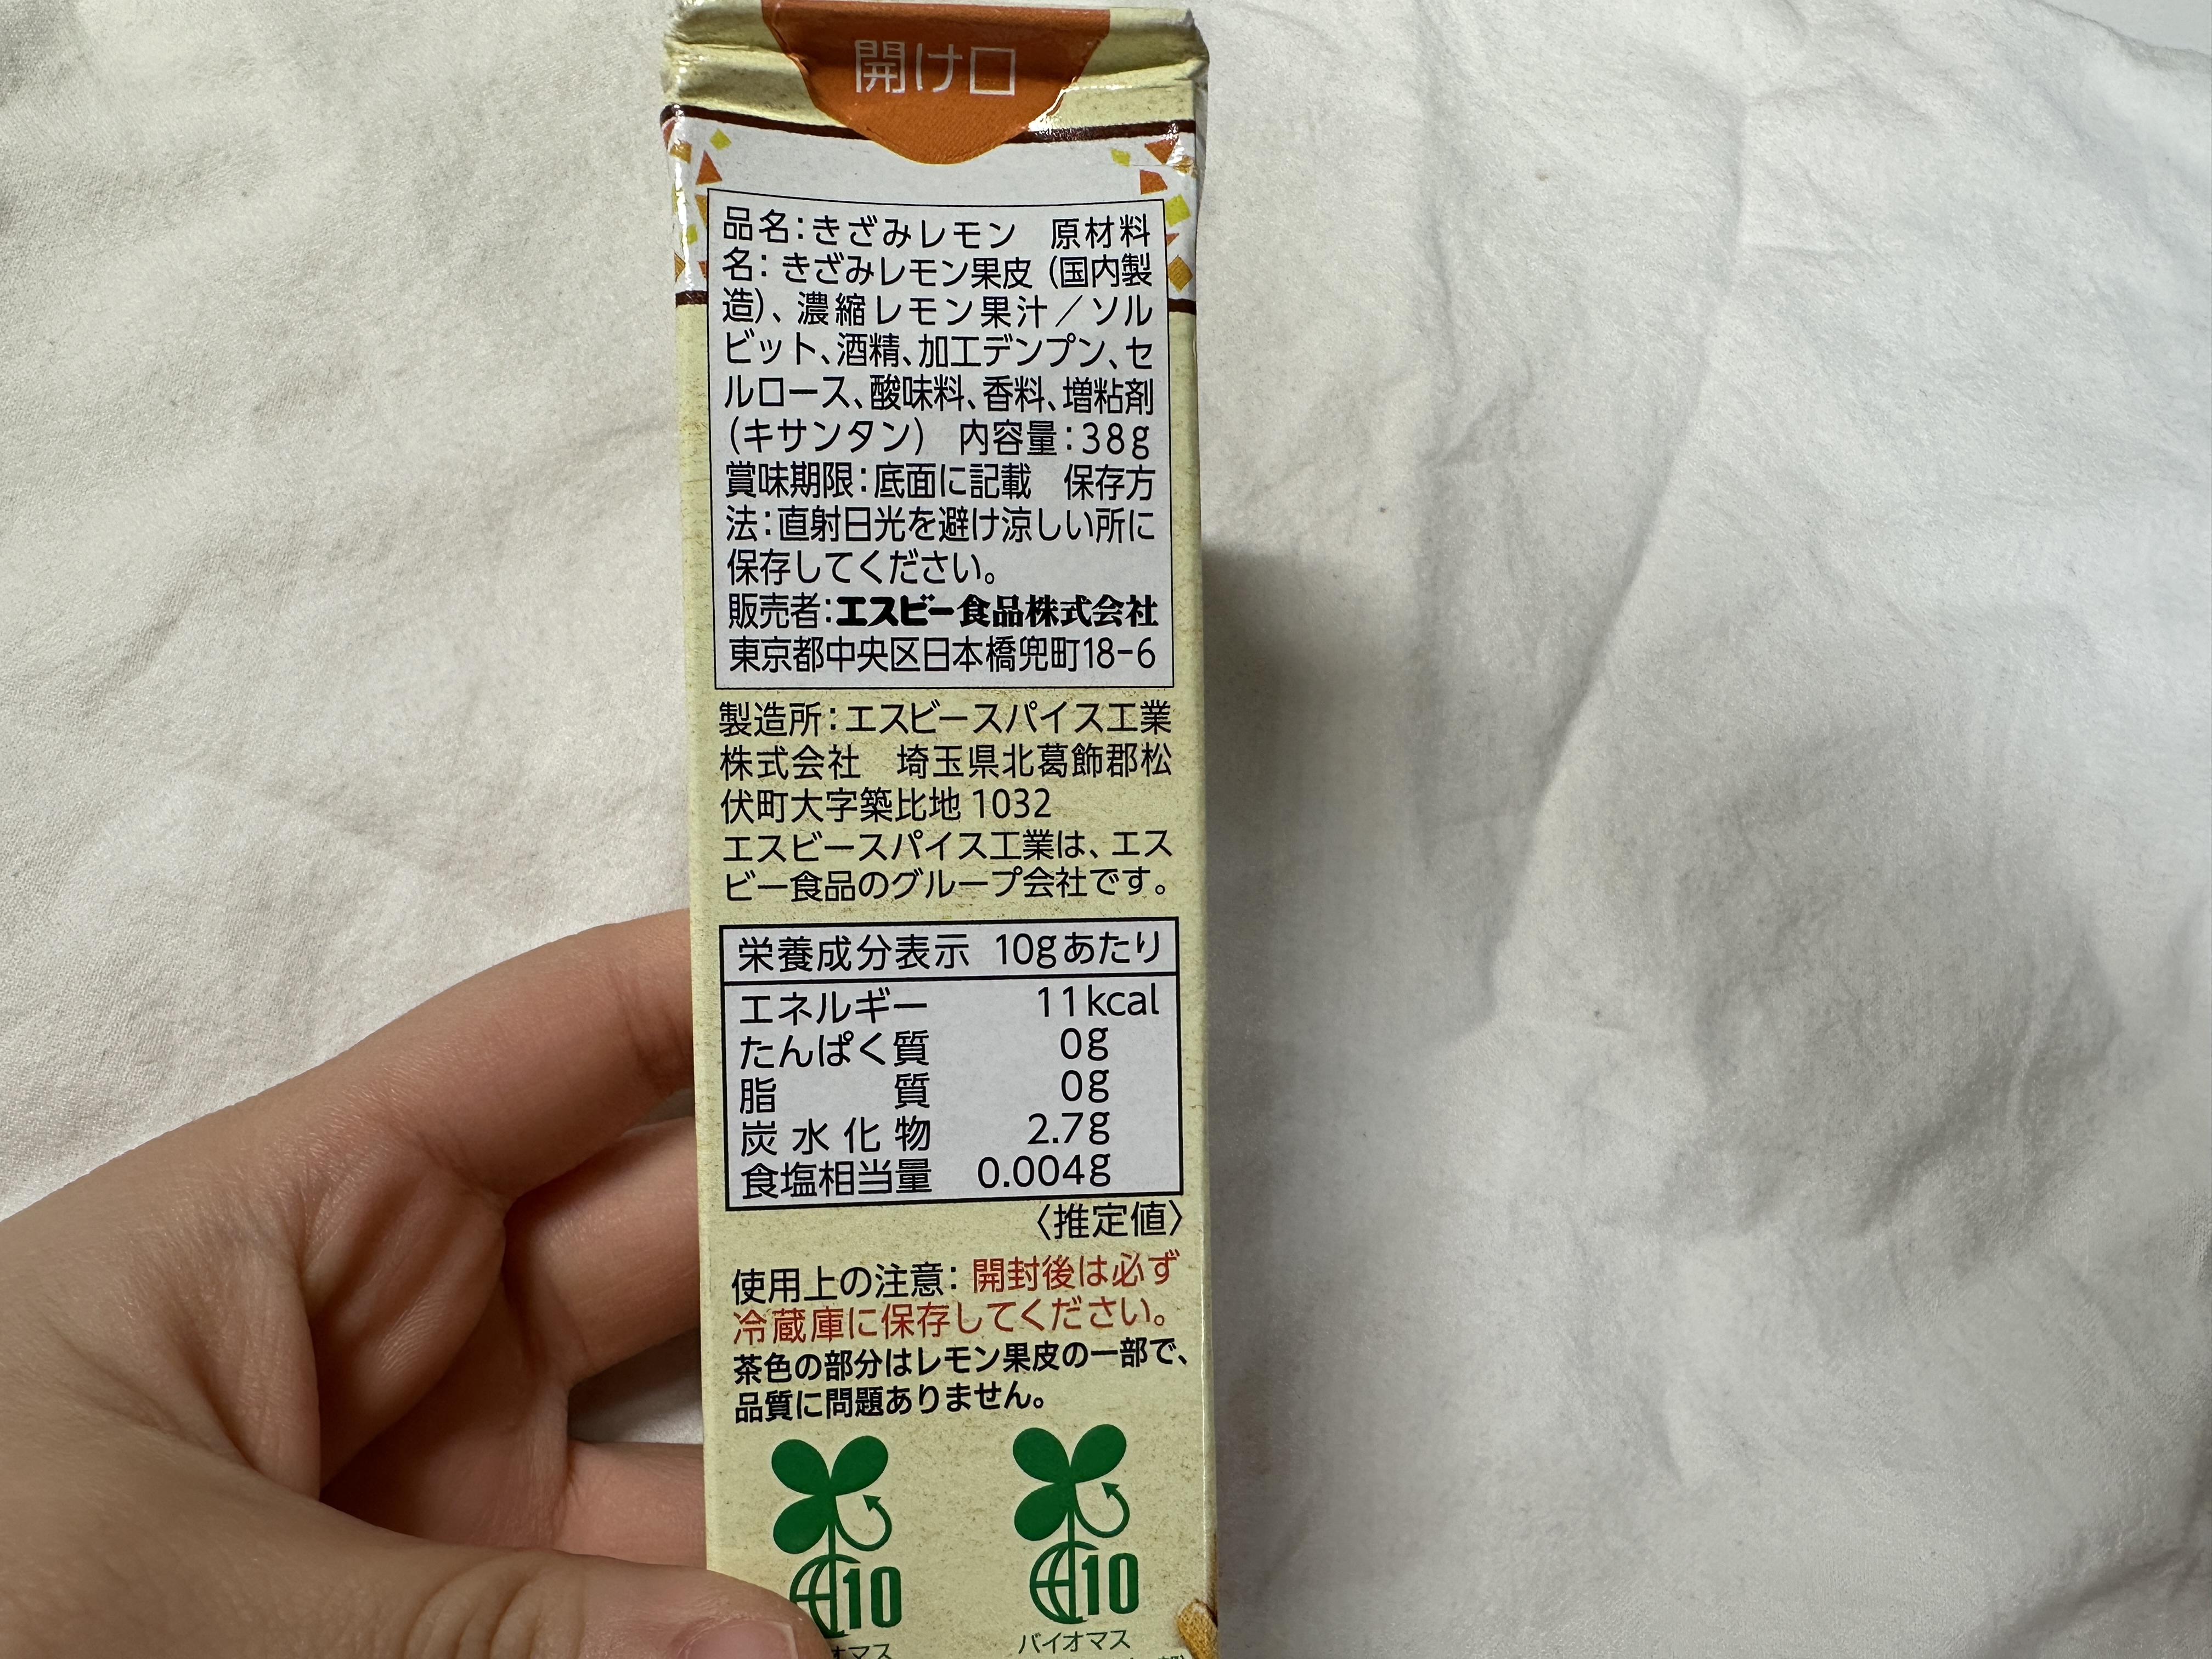 開け口
品名:きざみレモン　原材料
名:きざみレモン果皮(国内製
造)、濃縮レモン果汁/ソル
ビット、酒精、加工デンプン、セ
ルロース、酸味料、香料、増粘剤
(キサンタン)　内容量:38g
賞味期限:底面に記載　保存方
法:直射日光を避け涼しい所に
保存してください。
販売者:エスビー食品株式会社
東京都中央区日本橋兜町18-6
製造所:エスビースパイス工業
株式会社　埼玉県北葛飾郡松
伏町大字築比地1032
エスビースパイス工業は、エス
ビー食品のグループ会社です。
栄養成分表示 10gあたり
エネルギー 11kcal
たんぱく質 0g
脂質 0g
炭水化物 2.7g
食塩相当量 0.004g
〈推定値〉
使用上の注意:開封後は必ず
冷蔵庫に保存してください。
茶色の部分はレモン果皮の一部で、
品質に問題ありません。
10 10
オマス バイオマス